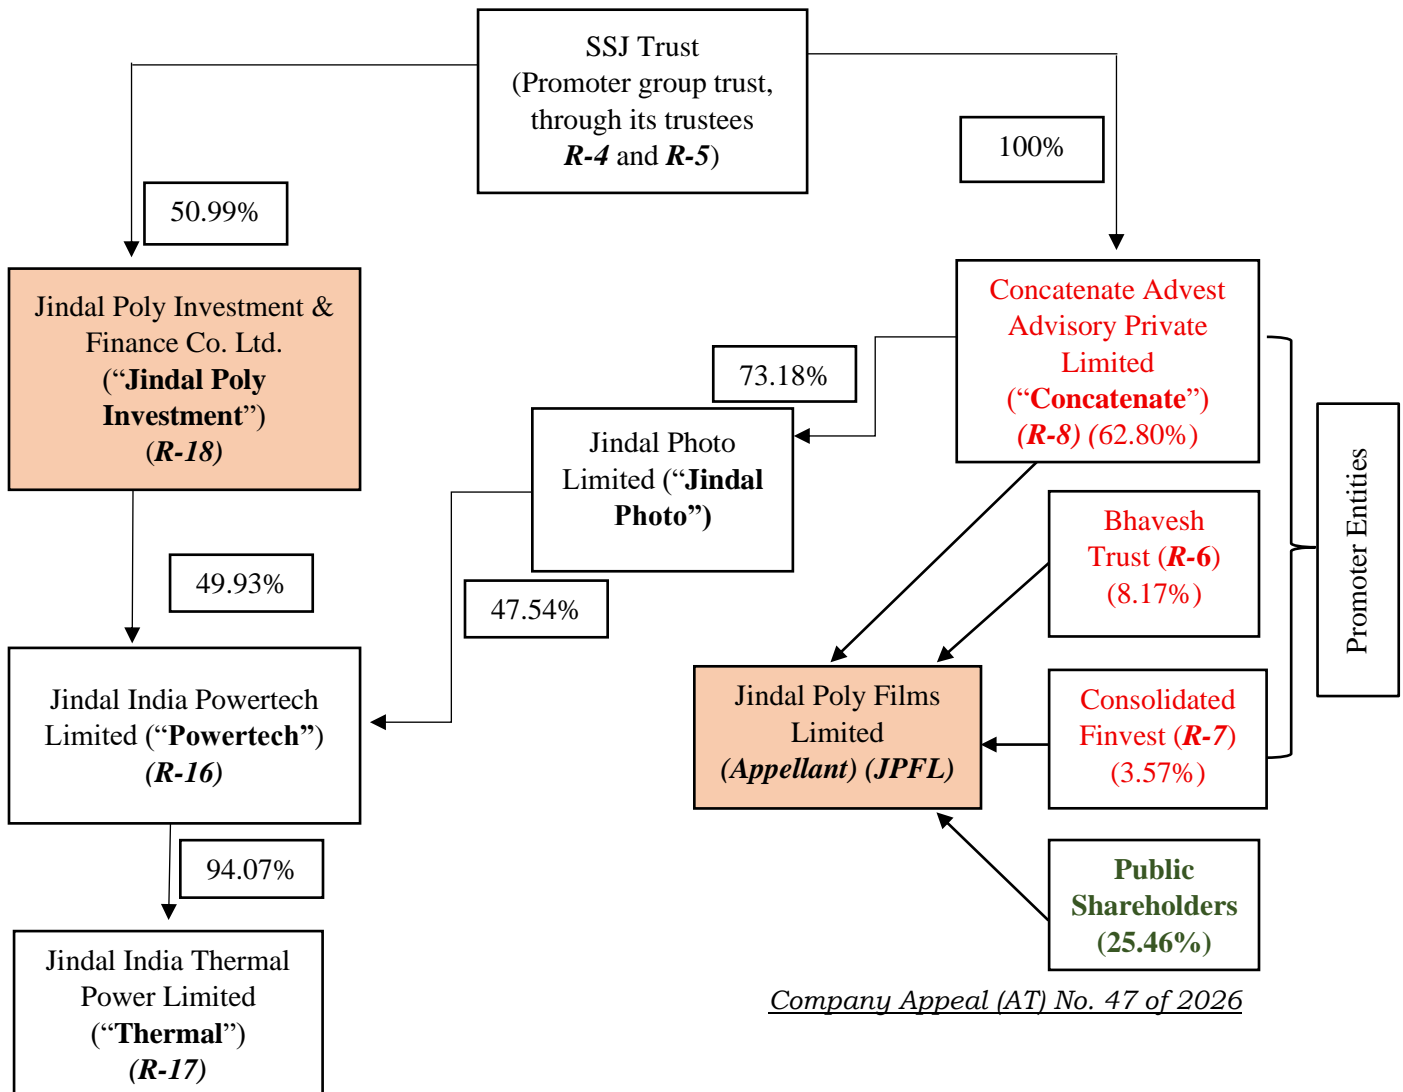 SSJ Trust
(Promoter group trust,
through its trustees
R-4 and R-5)
100%
50.99%
Jindal Poly Investment &
Finance Co. Ltd.
(“Jindal Poly
Investment”)
(R-18)
Concatenate Advest
Advisory Private
Limited
(“Concatenate”)
(R-8) (62.80%)
73.18%
Jindal Photo
Limited (“Jindal
Photo”)
Promoter Entities
Bhavesh
Trust (R-6)
(8.17%)
49.93%
47.54%
Jindal India Powertech
Limited (“Powertech”)
(R-16)
Jindal Poly Films
Limited
(Appellant) (JPFL)
Consolidated
Finvest (R-7)
(3.57%)
94.07%
Public
Shareholders
(25.46%)
Jindal India Thermal
Power Limited
(“Thermal”)
(R-17)
Company Appeal (AT) No. 47 of 2026